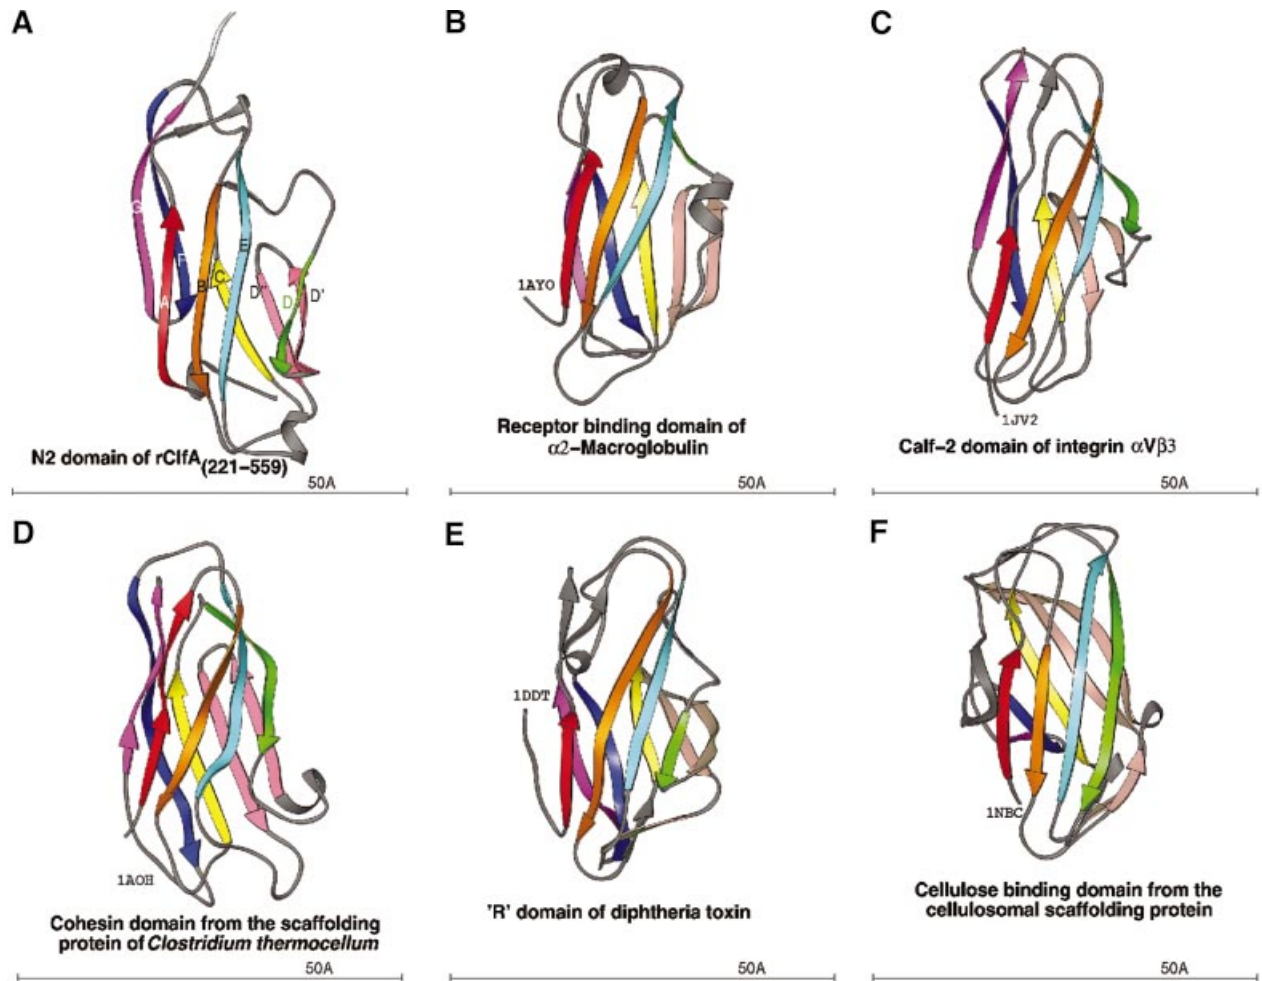 A
B
C
G
F
A
B
C
E
D"
D
D'
1AYO
1JV2
N2 domain of rClfA(221–559)
Receptor binding domain of
α2–Macroglobulin
Calf–2 domain of integrin αVβ3
50A
50A
50A
D
E
F
1AOH
1DDT
1NBC
Cohesin domain from the scaffolding
protein of Clostridium thermocellum
'R' domain of diphtheria toxin
Cellulose binding domain from the
cellulosomal scaffolding protein
50A
50A
50A